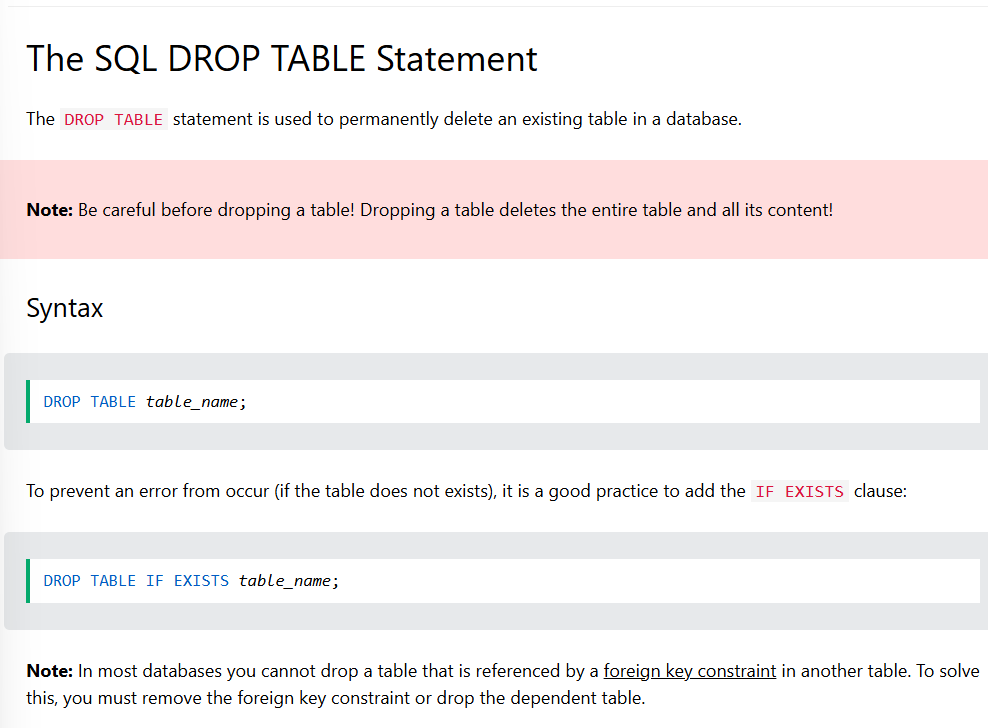 The SQL DROP TABLE Statement
The DROP TABLE statement is used to permanently delete an existing table in a database.
Note: Be careful before dropping a table! Dropping a table deletes the entire table and all its content!
Syntax
DROP TABLE table_name;
To prevent an error from occur (if the table does not exists), it is a good practice to add the IF EXISTS clause:
DROP TABLE IF EXISTS table_name;
Note: In most databases you cannot drop a table that is referenced by a foreign key constraint in another table. To solve
this, you must remove the foreign key constraint or drop the dependent table.